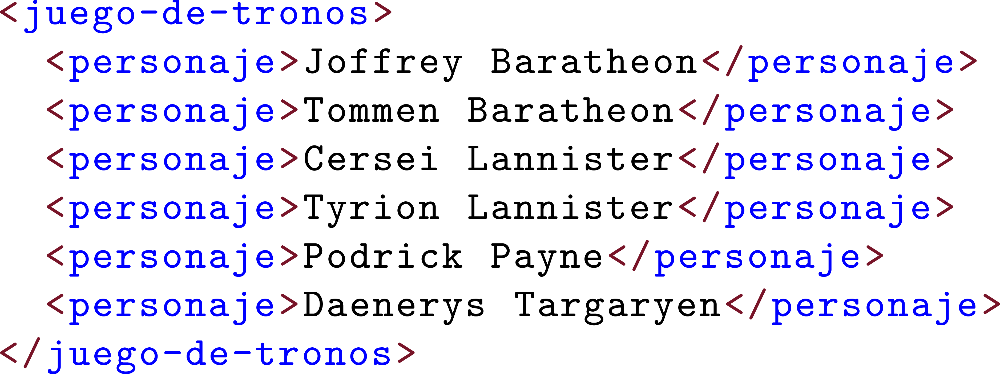 <juego-de-tronos>
  <personaje>Joffrey Baratheon</personaje>
  <personaje>Tommen Baratheon</personaje>
  <personaje>Cersei Lannister</personaje>
  <personaje>Tyrion Lannister</personaje>
  <personaje>Podrick Payne</personaje>
  <personaje>Daenerys Targaryen</personaje>
</juego-de-tronos>